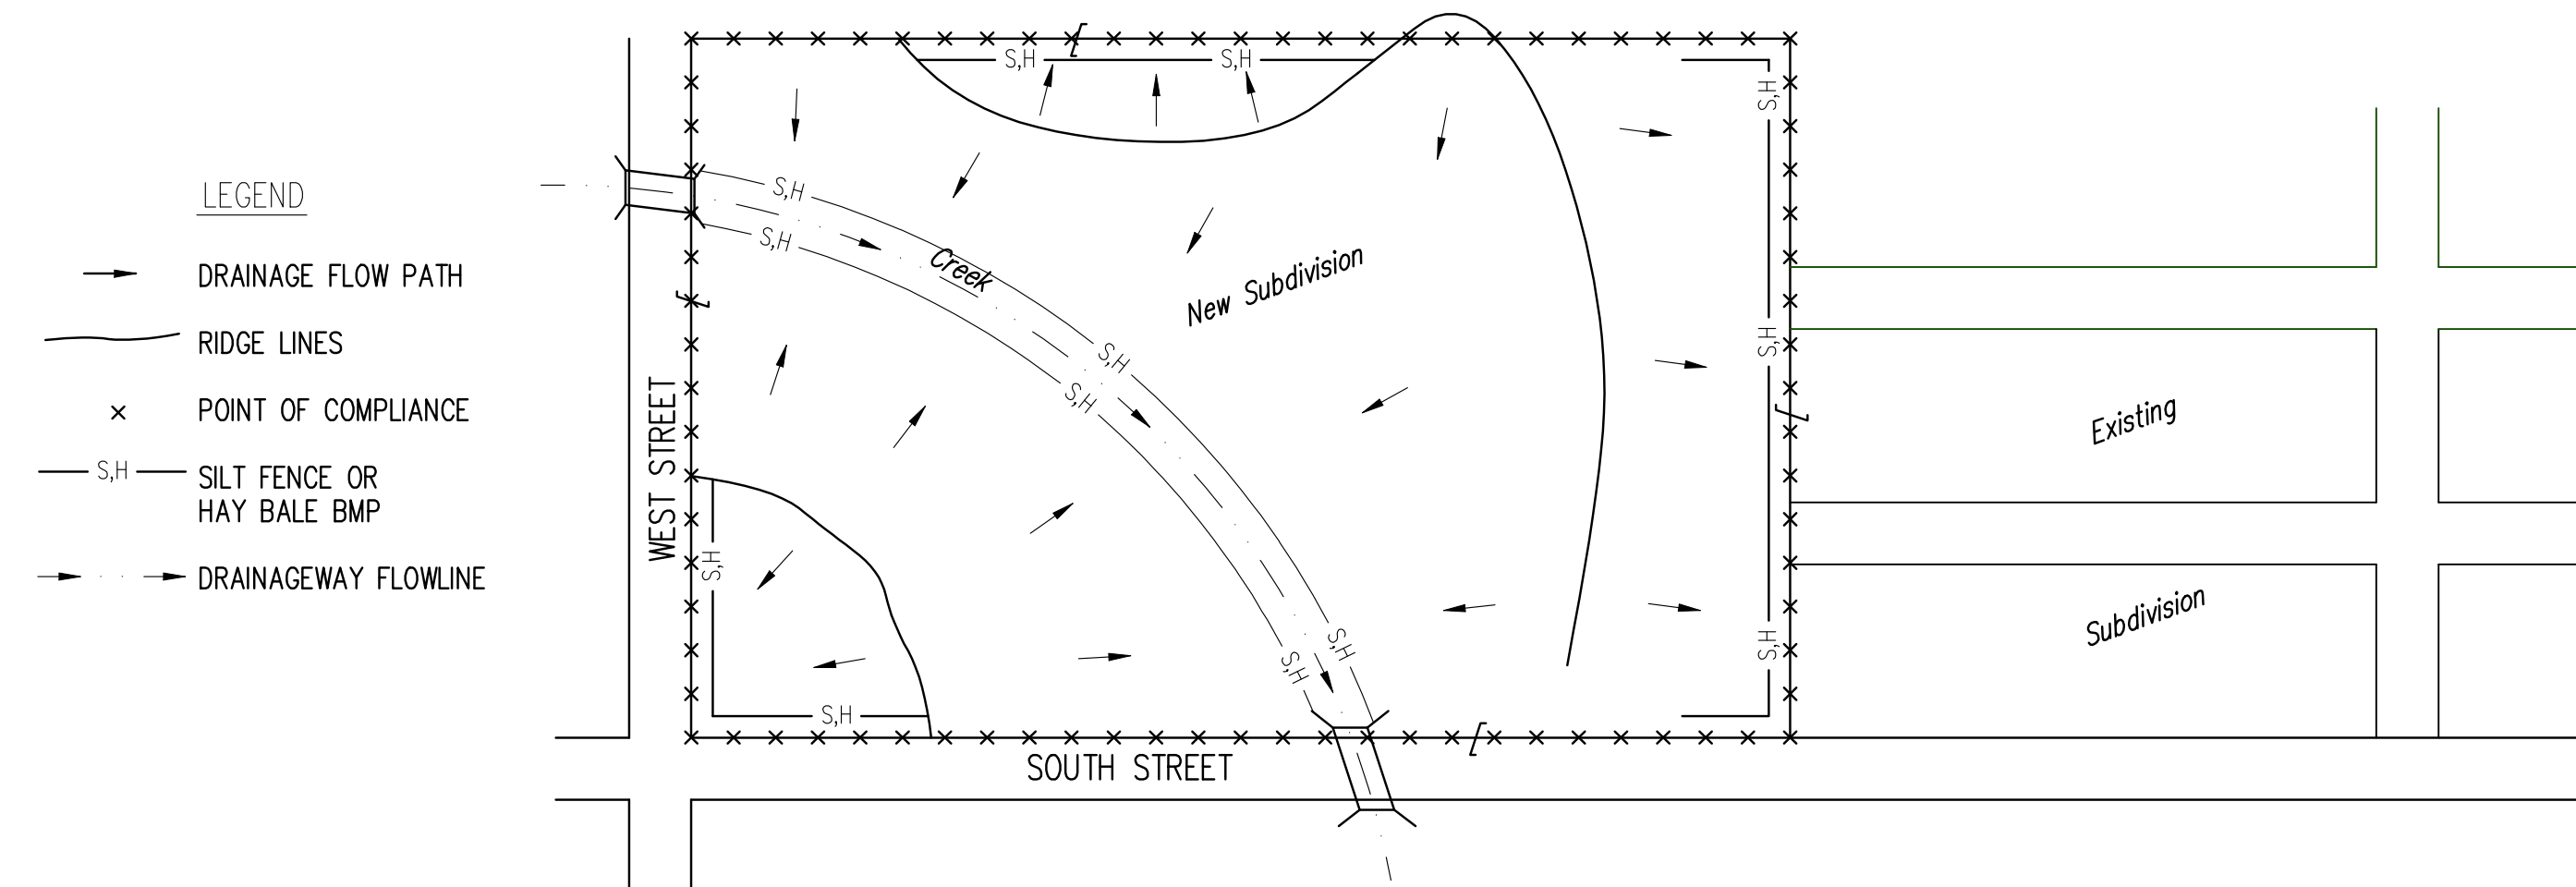 LEGEND
DRAINAGE FLOW PATH
RIDGE LINES
POINT OF COMPLIANCE
S,H
SILT FENCE OR
HAY BALE BMP
DRAINAGEWAY FLOWLINE
S,H
S,H
S,H
S,H
S,H
Creek
New Subdivision
S,H
S,H
S,H
WEST STREET
Existing
S,H
Subdivision
S,H
S,H
S,H
S,H
SOUTH STREET